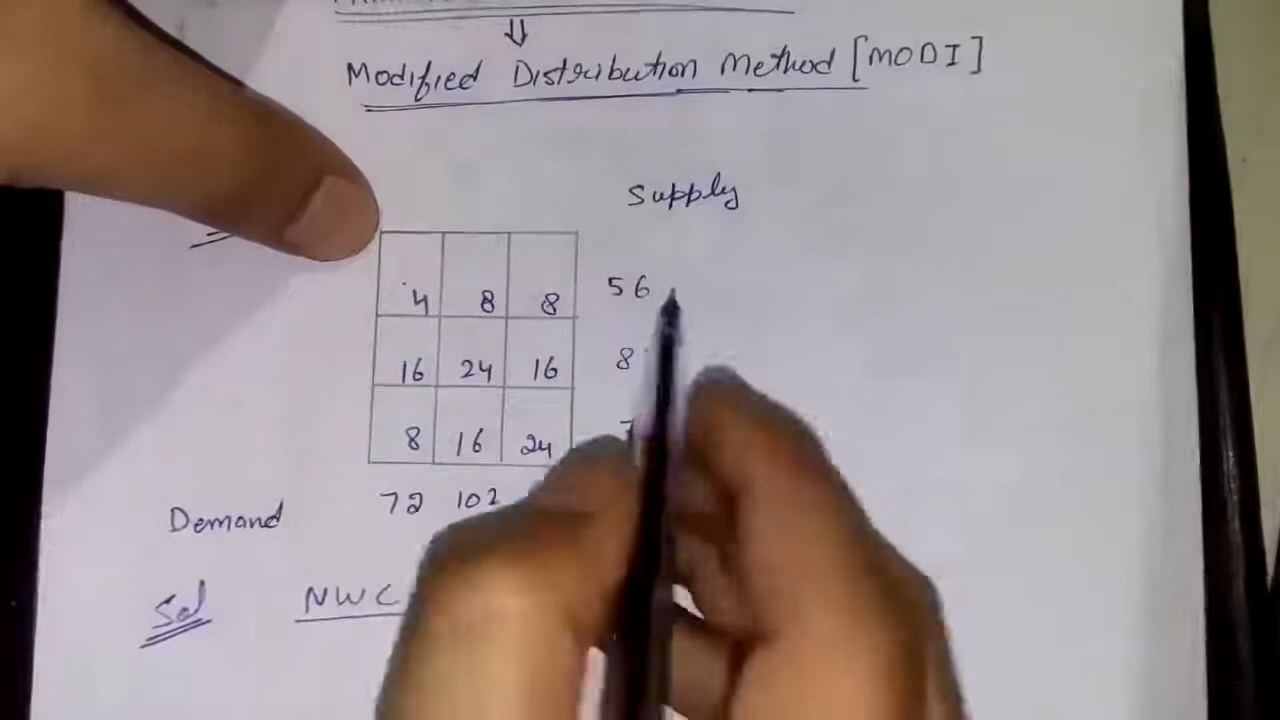 Modified Distribution Method [MODI]
Supply
4 8 8 56
16 24 16 8
8 16 24 7
Demand 72 102
Sol NWC